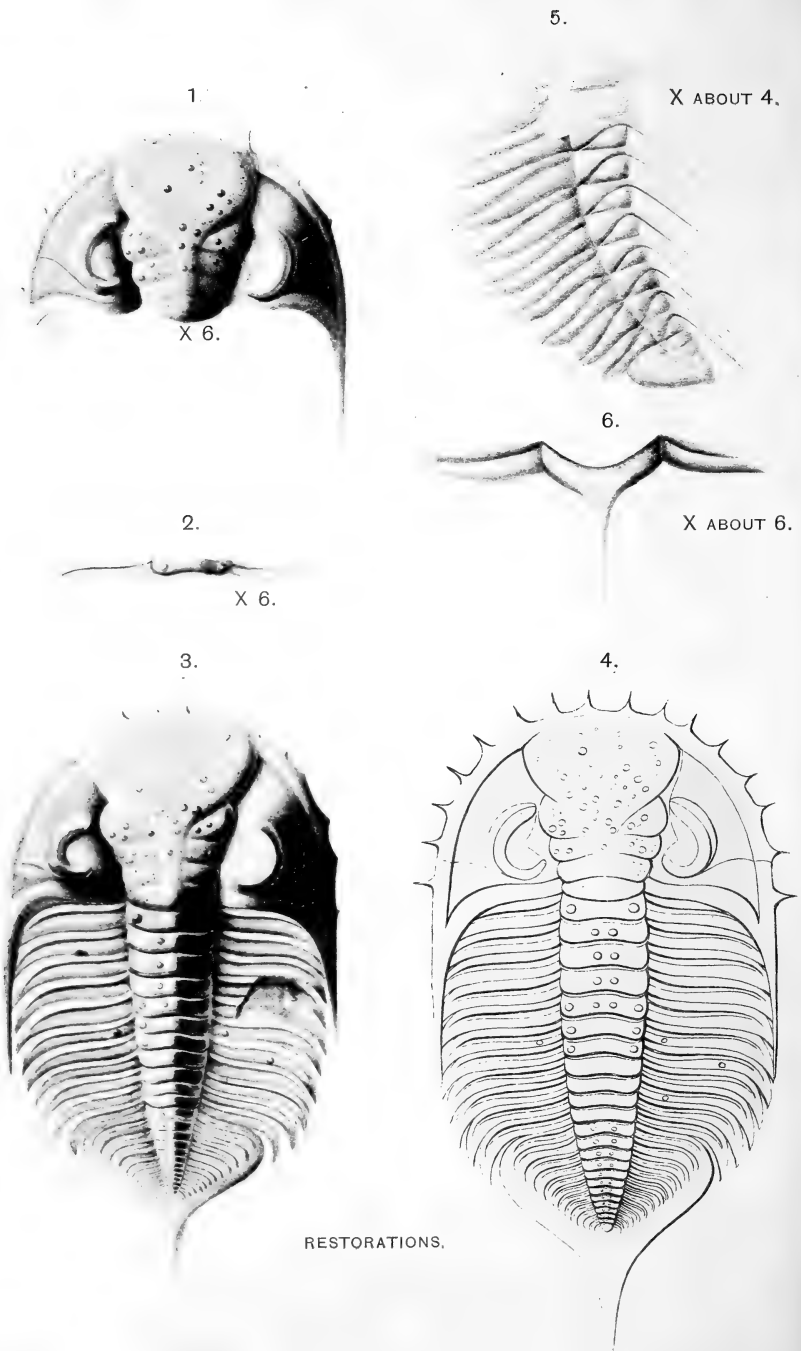 5.
1
X ABOUT 4.
X 6.
6.
2.
X ABOUT 6.
X 6.
3.
4.
RESTORATIONS.